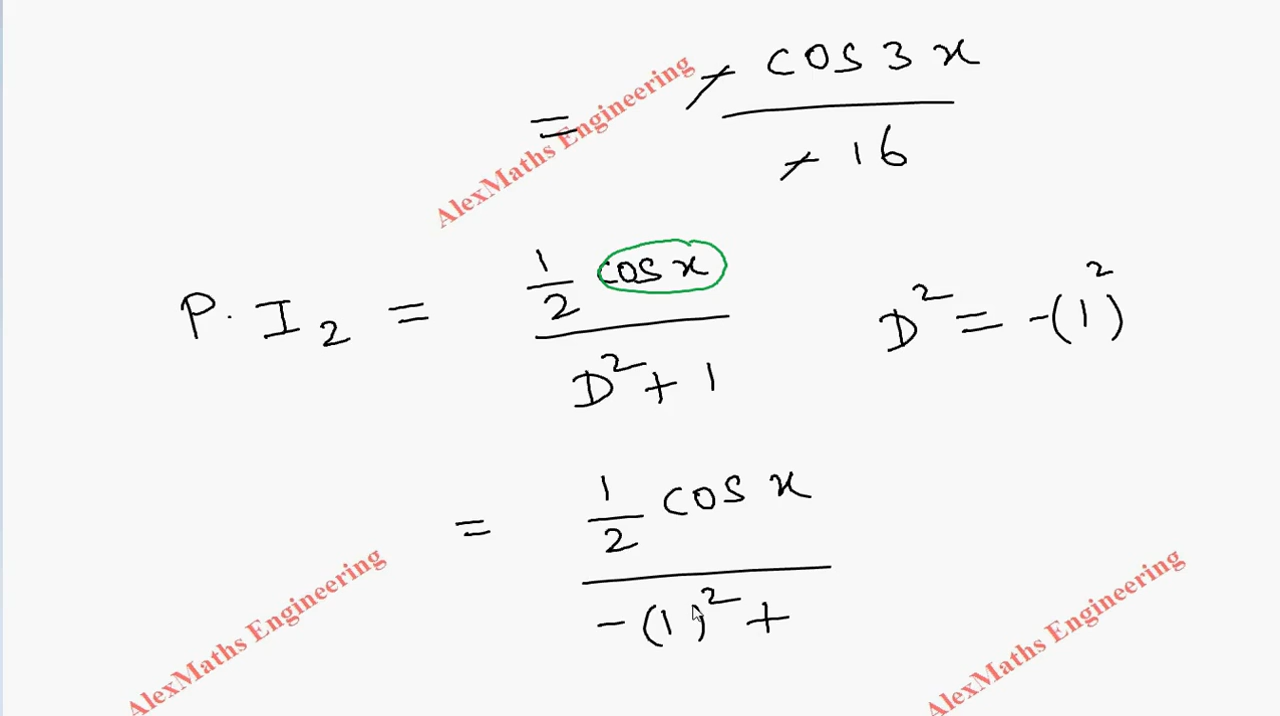 = - cos 3x / - 16
P. I₂ = 1/2 cos x / D² + 1    D² = -(1)²
= 1/2 cos x / -(1)² +
AlexMaths Engineering
AlexMaths Engineering
AlexMaths Engineering